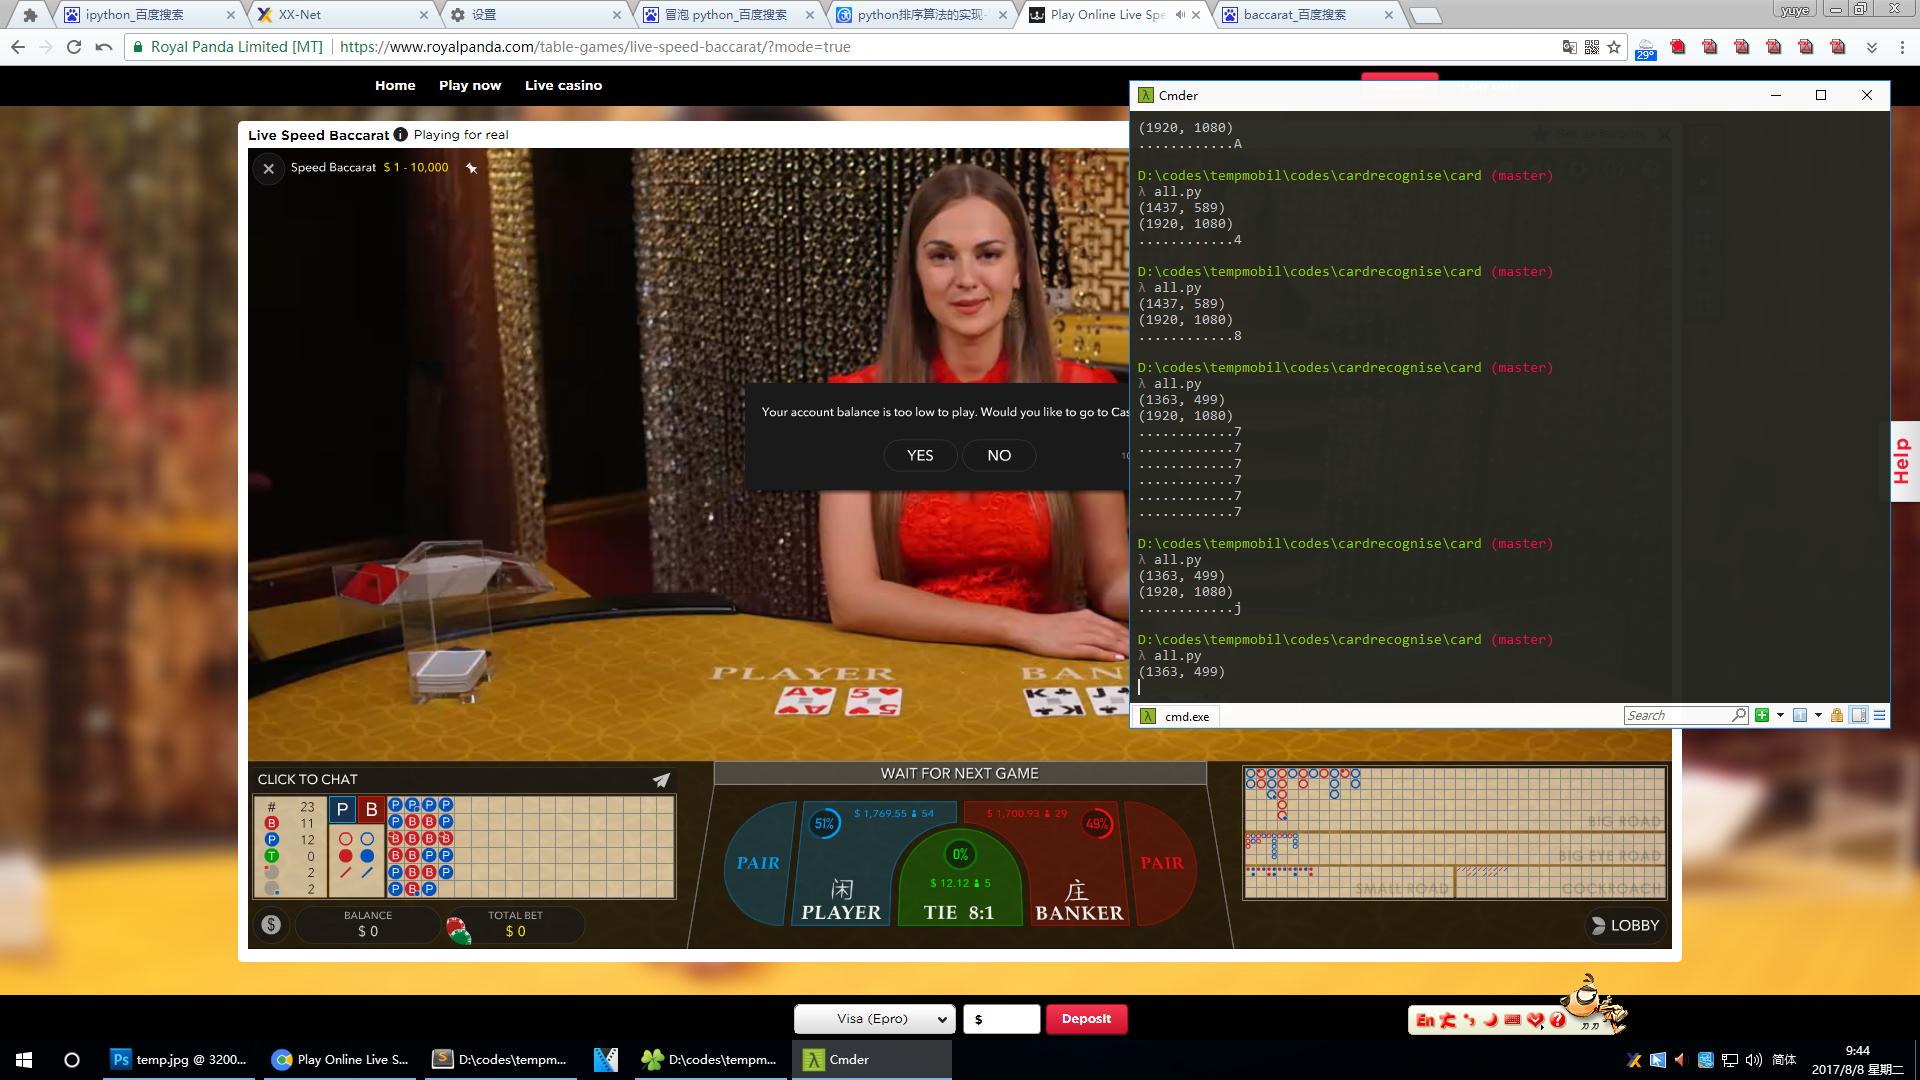 ipython_百度搜索
XX-Net
设置
冒泡 python_百度搜索
python排序算法的实现-
Play Online Live Spe
baccarat_百度搜索
yuye
Royal Panda Limited [MT]
https://www.royalpanda.com/table-games/live-speed-baccarat/?mode=true
29°
Home
Play now
Live casino
Log out
Live Speed Baccarat
Playing for real
Speed Baccarat $ 1 - 10,000
Your account balance is too low to play. Would you like to go to Cas
YES
NO
10
PLAYER
BAN
A
5
K
J
Cmder
(1920, 1080)
............A
D:\codes\tempmobil\codes\cardrecognise\card (master)
λ all.py
(1437, 589)
(1920, 1080)
............4
D:\codes\tempmobil\codes\cardrecognise\card (master)
λ all.py
(1437, 589)
(1920, 1080)
............8
D:\codes\tempmobil\codes\cardrecognise\card (master)
λ all.py
(1363, 499)
(1920, 1080)
............7
............7
............7
............7
............7
............7
D:\codes\tempmobil\codes\cardrecognise\card (master)
λ all.py
(1363, 499)
(1920, 1080)
............j
D:\codes\tempmobil\codes\cardrecognise\card (master)
λ all.py
(1363, 499)
cmd.exe
Search
Help
CLICK TO CHAT
# 23
B 11
P 12
T 0
2
2
P B
P P P P
P B B P
B B B B
B B P P
P B B P
P B P
BALANCE
$ 0
TOTAL BET
$ 0
WAIT FOR NEXT GAME
51%
$ 1,769.55 54
$ 1,700.93 29
49%
PAIR
闲
PLAYER
0%
$ 12.12 5
TIE 8:1
庄
BANKER
PAIR
BIG ROAD
BIG EYE ROAD
SMALL ROAD
COCKROACH
LOBBY
Visa (Epro)
$
Deposit
En
大
Ps temp.jpg @ 3200...
Play Online Live S...
D:\codes\tempm...
D:\codes\tempm...
Cmder
简体
9:44
2017/8/8 星期二